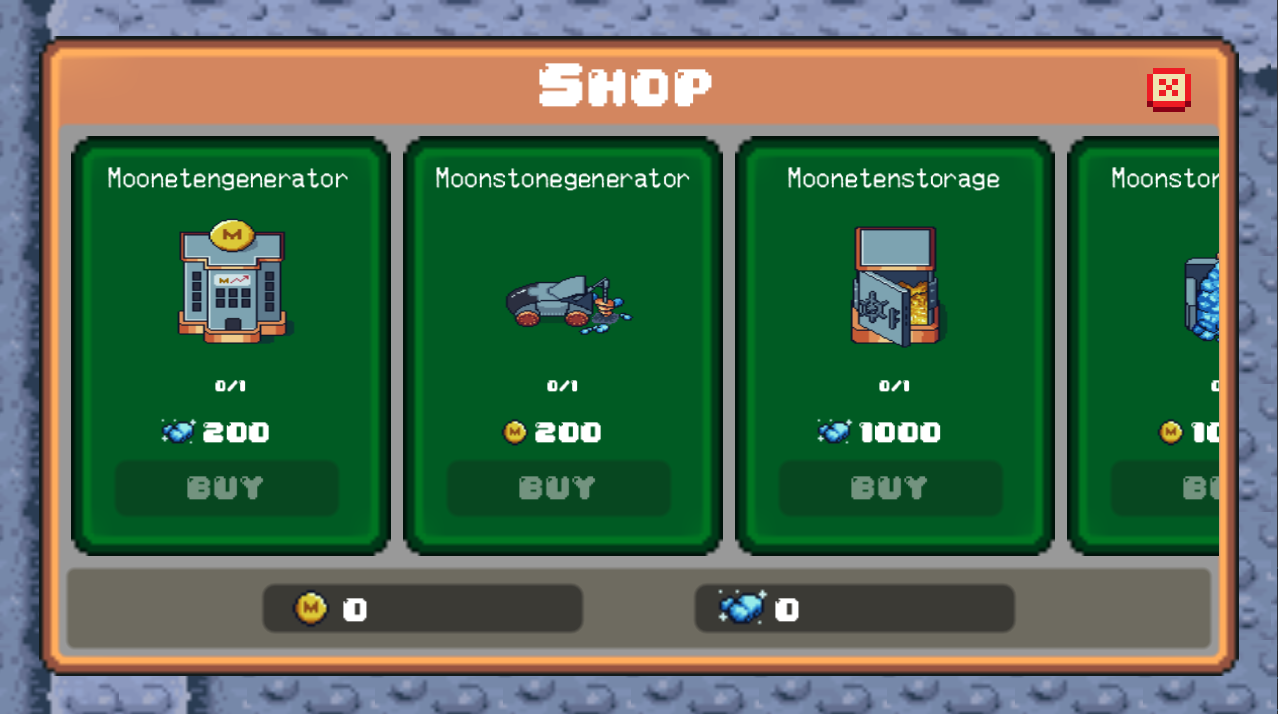 Shop
Moonetengenerator
0/1
200
BUY
Moonstonegenerator
0/1
200
BUY
Moonetenstorage
0/1
1000
BUY
M
0
0